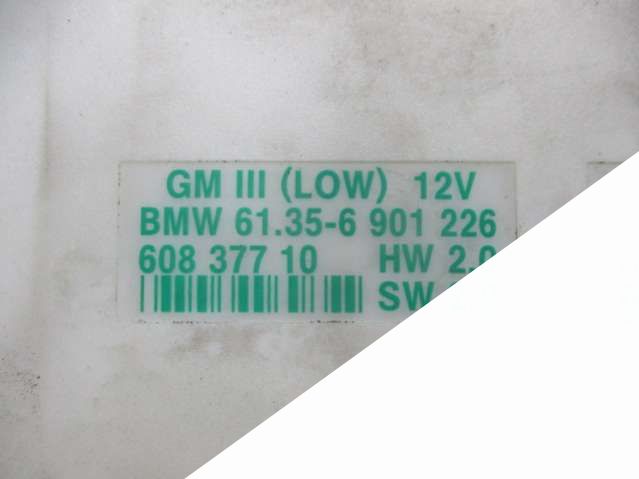 GM III (LOW) 12V
BMW 61.35-6 901 226
608 377 10 HW 2.0
SW